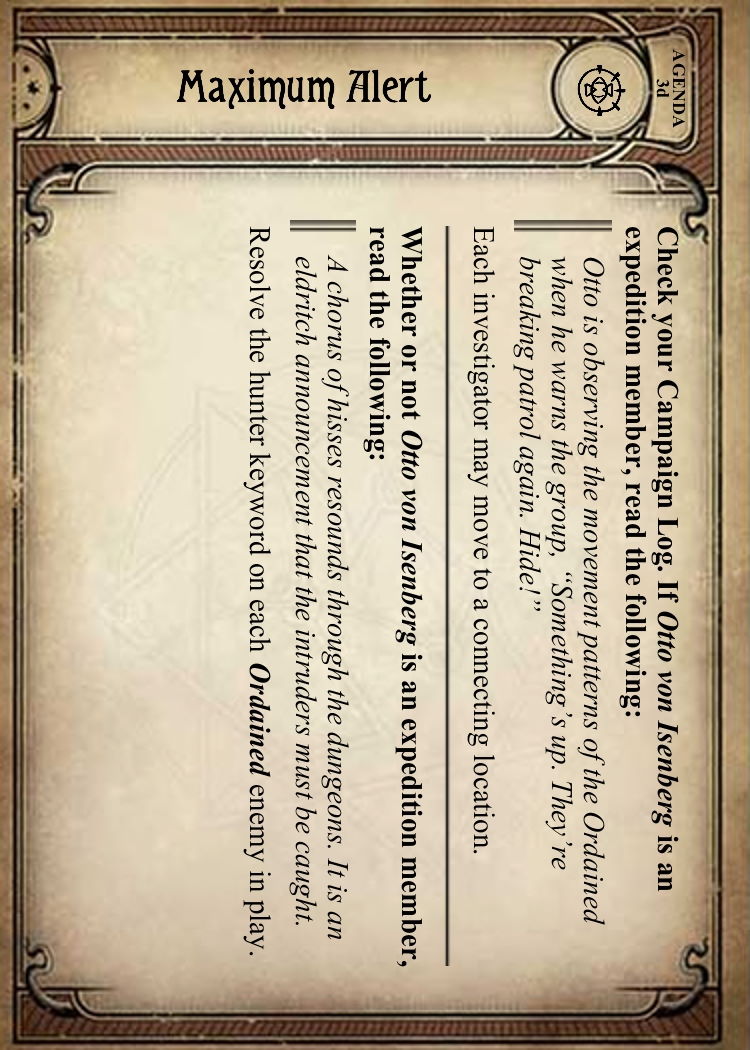 AGENDA
3d
Maximum Alert
Check your Campaign Log. If Otto von Isenberg is an
expedition member, read the following:
Otto is observing the movement patterns of the Ordained
when he warns the group, “Something’s up. They’re
breaking patrol again. Hide!”
Each investigator may move to a connecting location.
Whether or not Otto von Isenberg is an expedition member,
read the following:
A chorus of hisses resounds through the dungeons. It is an
eldritch announcement that the intruders must be caught.
Resolve the hunter keyword on each Ordained enemy in play.